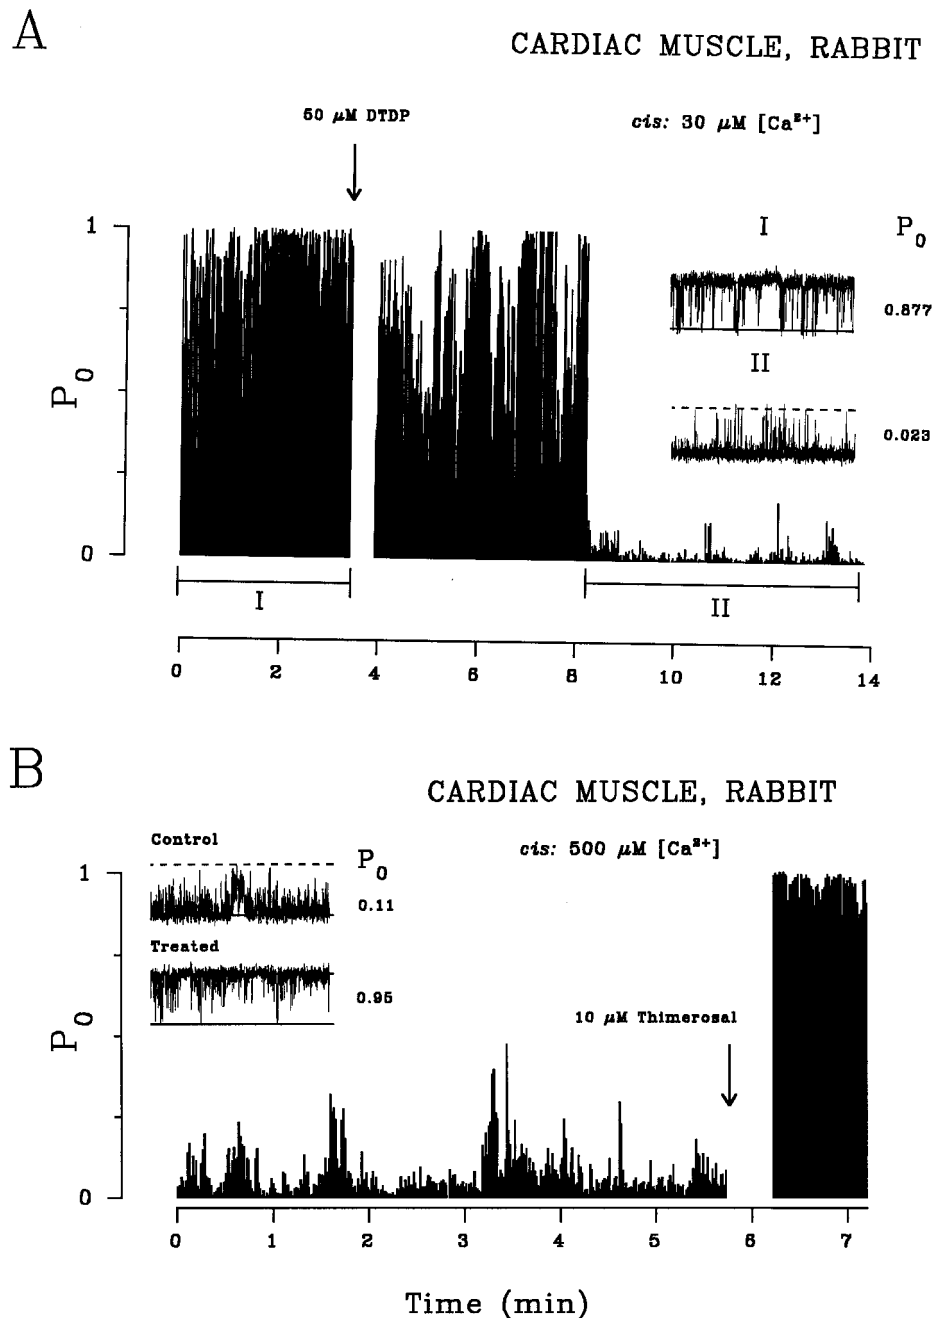 A
CARDIAC MUSCLE, RABBIT
50 μM DTDP
cis: 30 μM [Ca²⁺]
1
P₀
0
I
P₀
0.877
II
0.023
I
II
0 2 4 6 8 10 12 14
B
CARDIAC MUSCLE, RABBIT
Control
cis: 500 μM [Ca²⁺]
P₀
1
0.11
Treated
0.95
10 μM Thimerosal
P₀
0
0 1 2 3 4 5 6 7
Time (min)